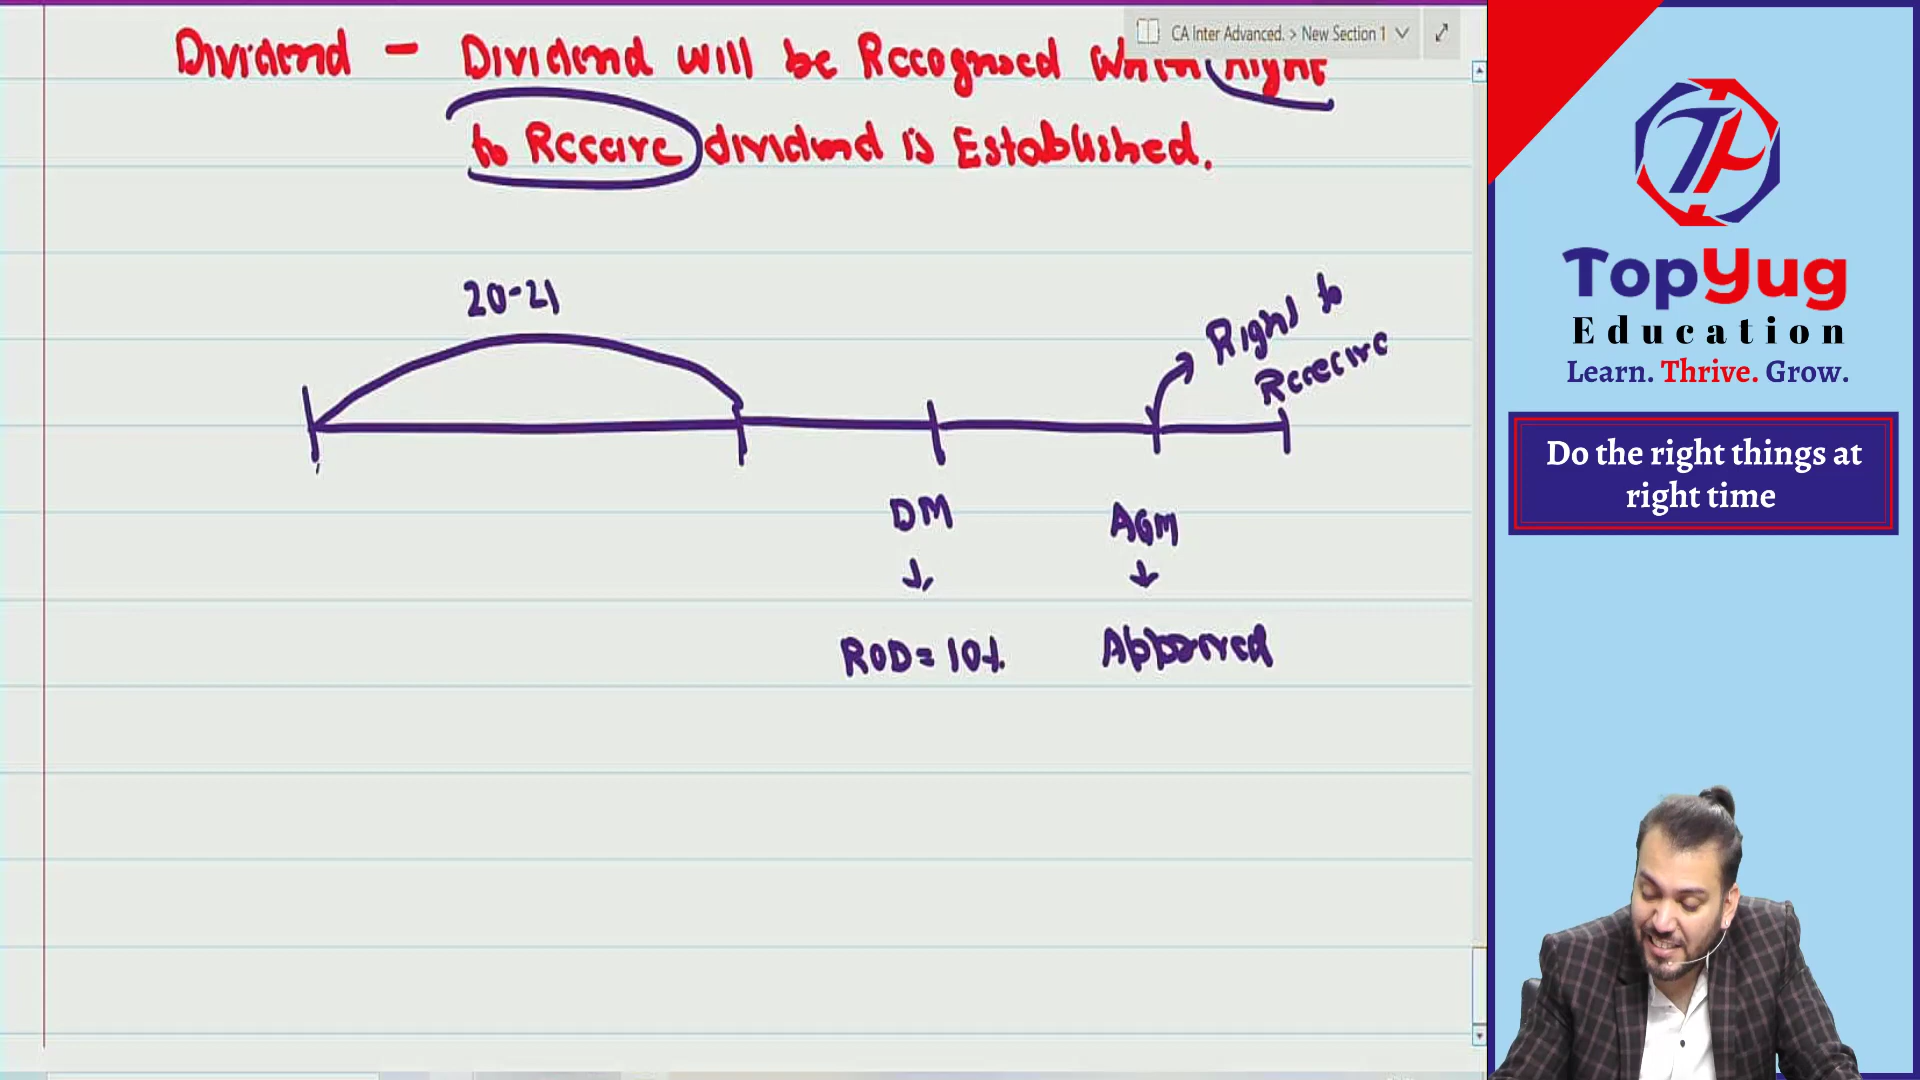 CA Inter Advanced. > New Section 1
Dividend - Dividend will be Recognised When right
to Receive dividend is Established.
20-21
Right to
Receive
DM
AGM
ROD = 10%
Approved
TopYug
Education
Learn. Thrive. Grow.
Do the right things at
right time